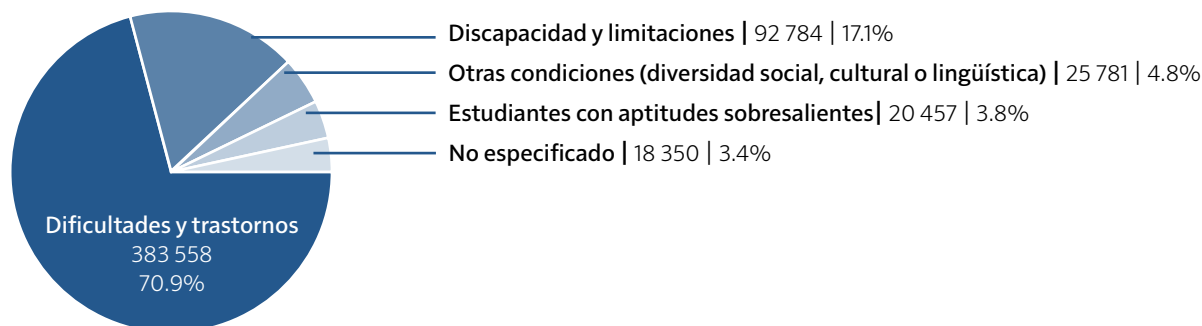 Discapacidad y limitaciones | 92 784 | 17.1%
Otras condiciones (diversidad social, cultural o lingüística) | 25 781 | 4.8%
Estudiantes con aptitudes sobresalientes| 20 457 | 3.8%
No especificado | 18 350 | 3.4%
Dificultades y trastornos
383 558
70.9%